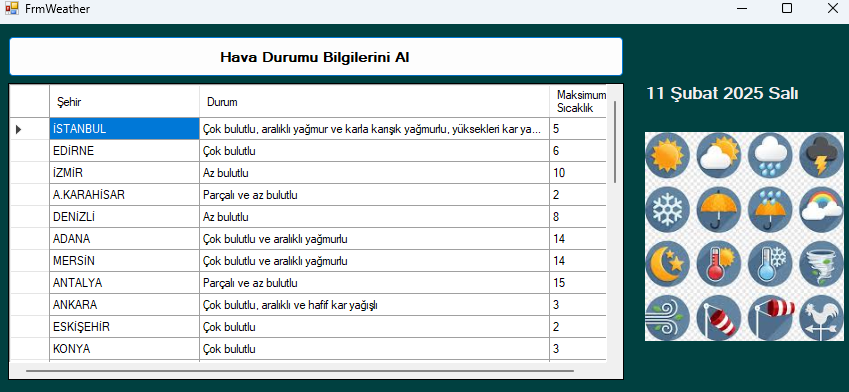 FrmWeather
Hava Durumu Bilgilerini Al
11 Şubat 2025 Salı
Şehir Durum Maksimum Sıcaklık
İSTANBUL Çok bulutlu, aralıklı yağmur ve karla karışık yağmurlu, yüksekleri kar ya... 5
EDİRNE Çok bulutlu 6
İZMİR Az bulutlu 10
A.KARAHİSAR Parçalı ve az bulutlu 2
DENİZLİ Az bulutlu 8
ADANA Çok bulutlu ve aralıklı yağmurlu 14
MERSİN Çok bulutlu ve aralıklı yağmurlu 14
ANTALYA Parçalı ve az bulutlu 15
ANKARA Çok bulutlu, aralıklı ve hafif kar yağışlı 3
ESKİŞEHİR Çok bulutlu 2
KONYA Çok bulutlu 3